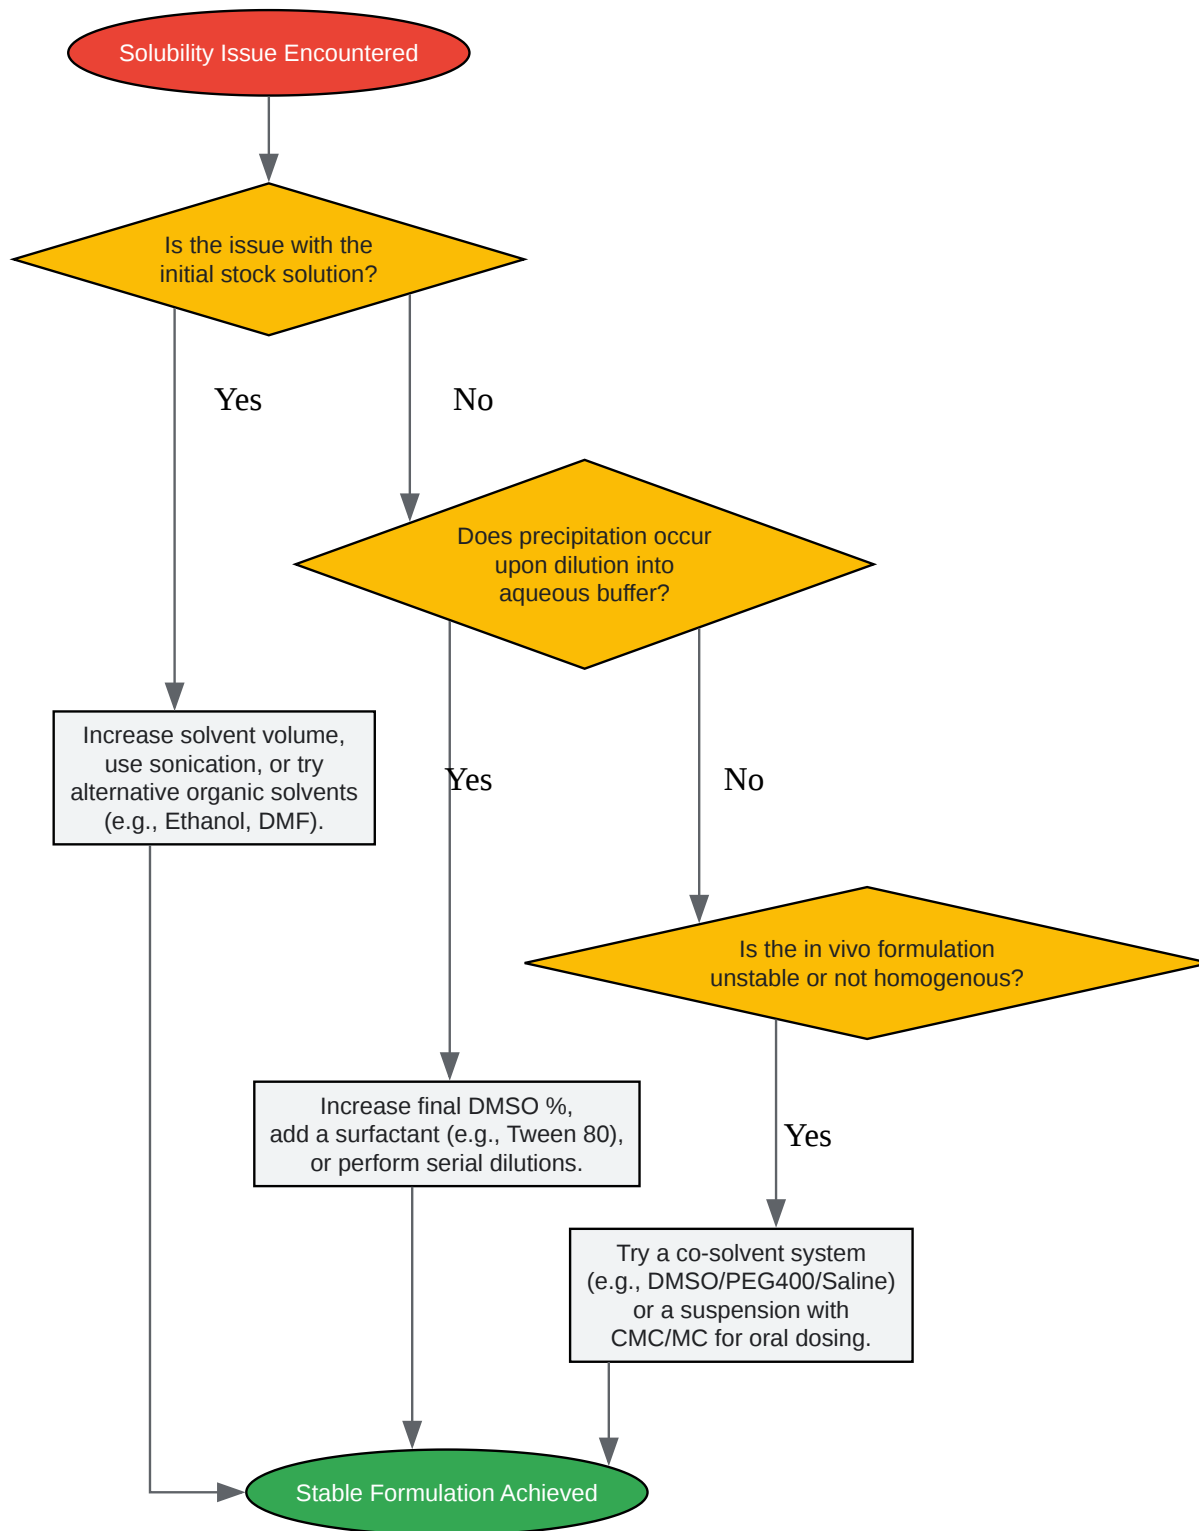 Solubility Issue Encountered
Is the issue with the
initial stock solution?
Yes
No
Does precipitation occur
upon dilution into
aqueous buffer?
Increase solvent volume,
use sonication, or try
alternative organic solvents
(e.g., Ethanol, DMF).
Yes
No
Is the in vivo formulation
unstable or not homogenous?
Increase final DMSO %,
add a surfactant (e.g., Tween 80),
or perform serial dilutions.
Yes
Try a co-solvent system
(e.g., DMSO/PEG400/Saline)
or a suspension with
CMC/MC for oral dosing.
Stable Formulation Achieved